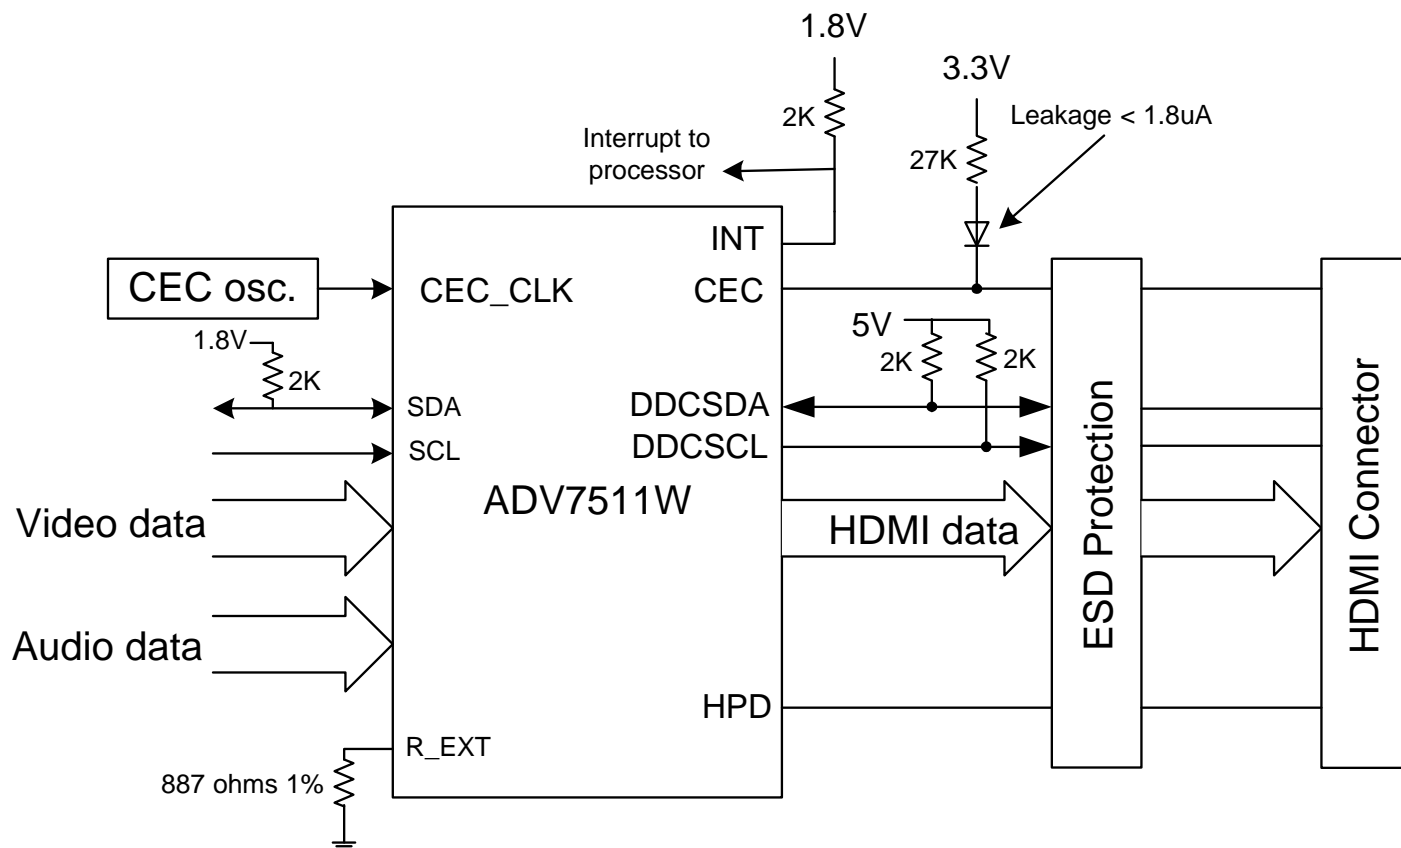 1.8V
3.3V
2K
Leakage < 1.8uA
Interrupt to
processor
27K
INT
CEC osc.
CEC_CLK
CEC
1.8V
5V
2K
2K
2K
SDA
DDCSDA
SCL
DDCSCL
ADV7511W
Video data
HDMI data
ESD Protection
HDMI Connector
Audio data
HPD
R_EXT
887 ohms 1%